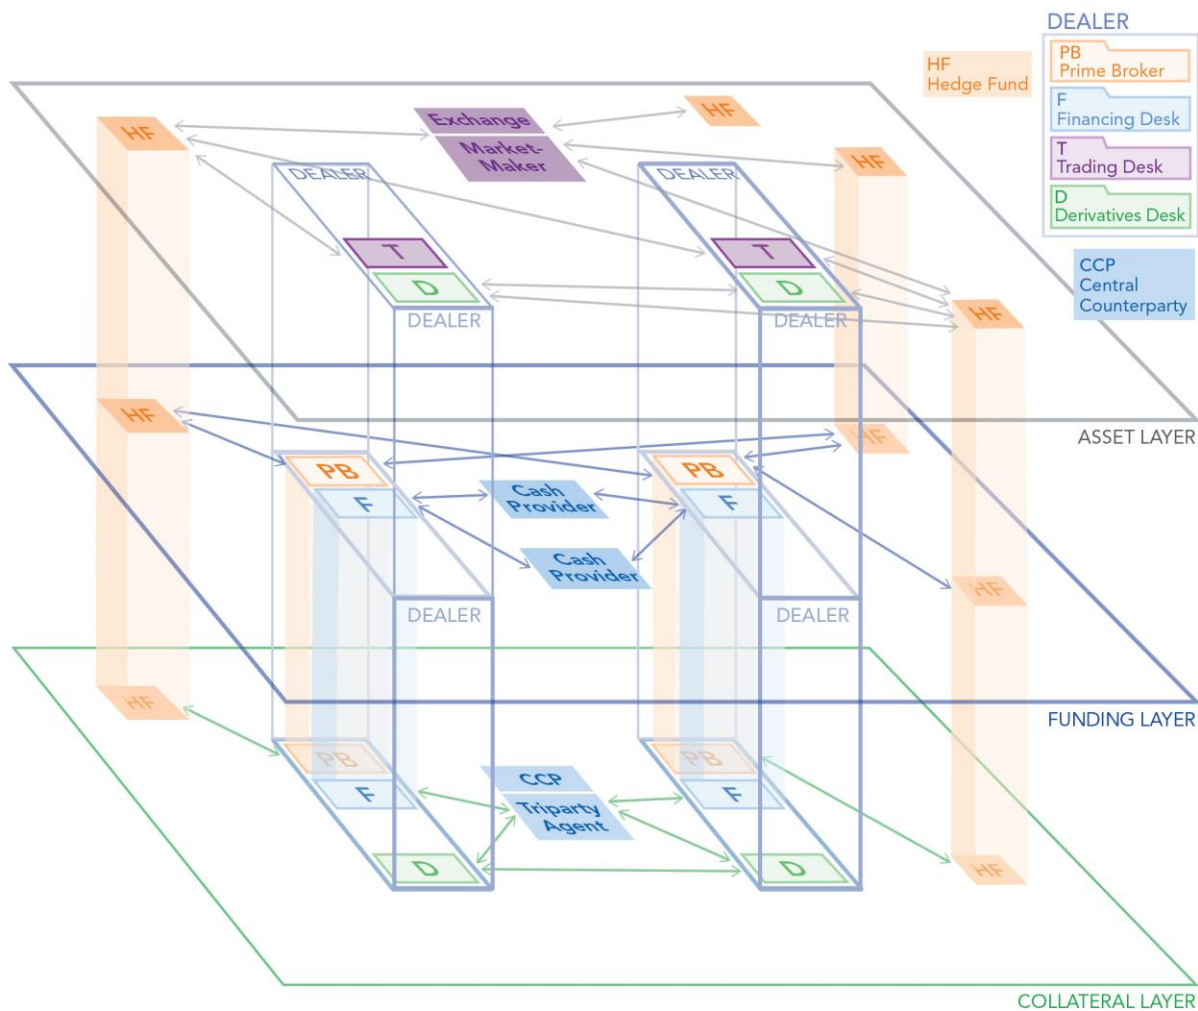 DEALER
PB
Prime Broker
F
Financing Desk
T
Trading Desk
D
Derivatives Desk
HF
Hedge Fund
CCP
Central
Counterparty
HF
Exchange
Market-
Maker
HF
HF
DEALER
DEALER
T
T
D
D
HF
DEALER
DEALER
ASSET LAYER
HF
HF
PB
PB
F
F
Cash
Provider
Cash
Provider
HF
DEALER
DEALER
FUNDING LAYER
HF
PB
PB
F
F
CCP
Triparty
Agent
D
D
HF
COLLATERAL LAYER